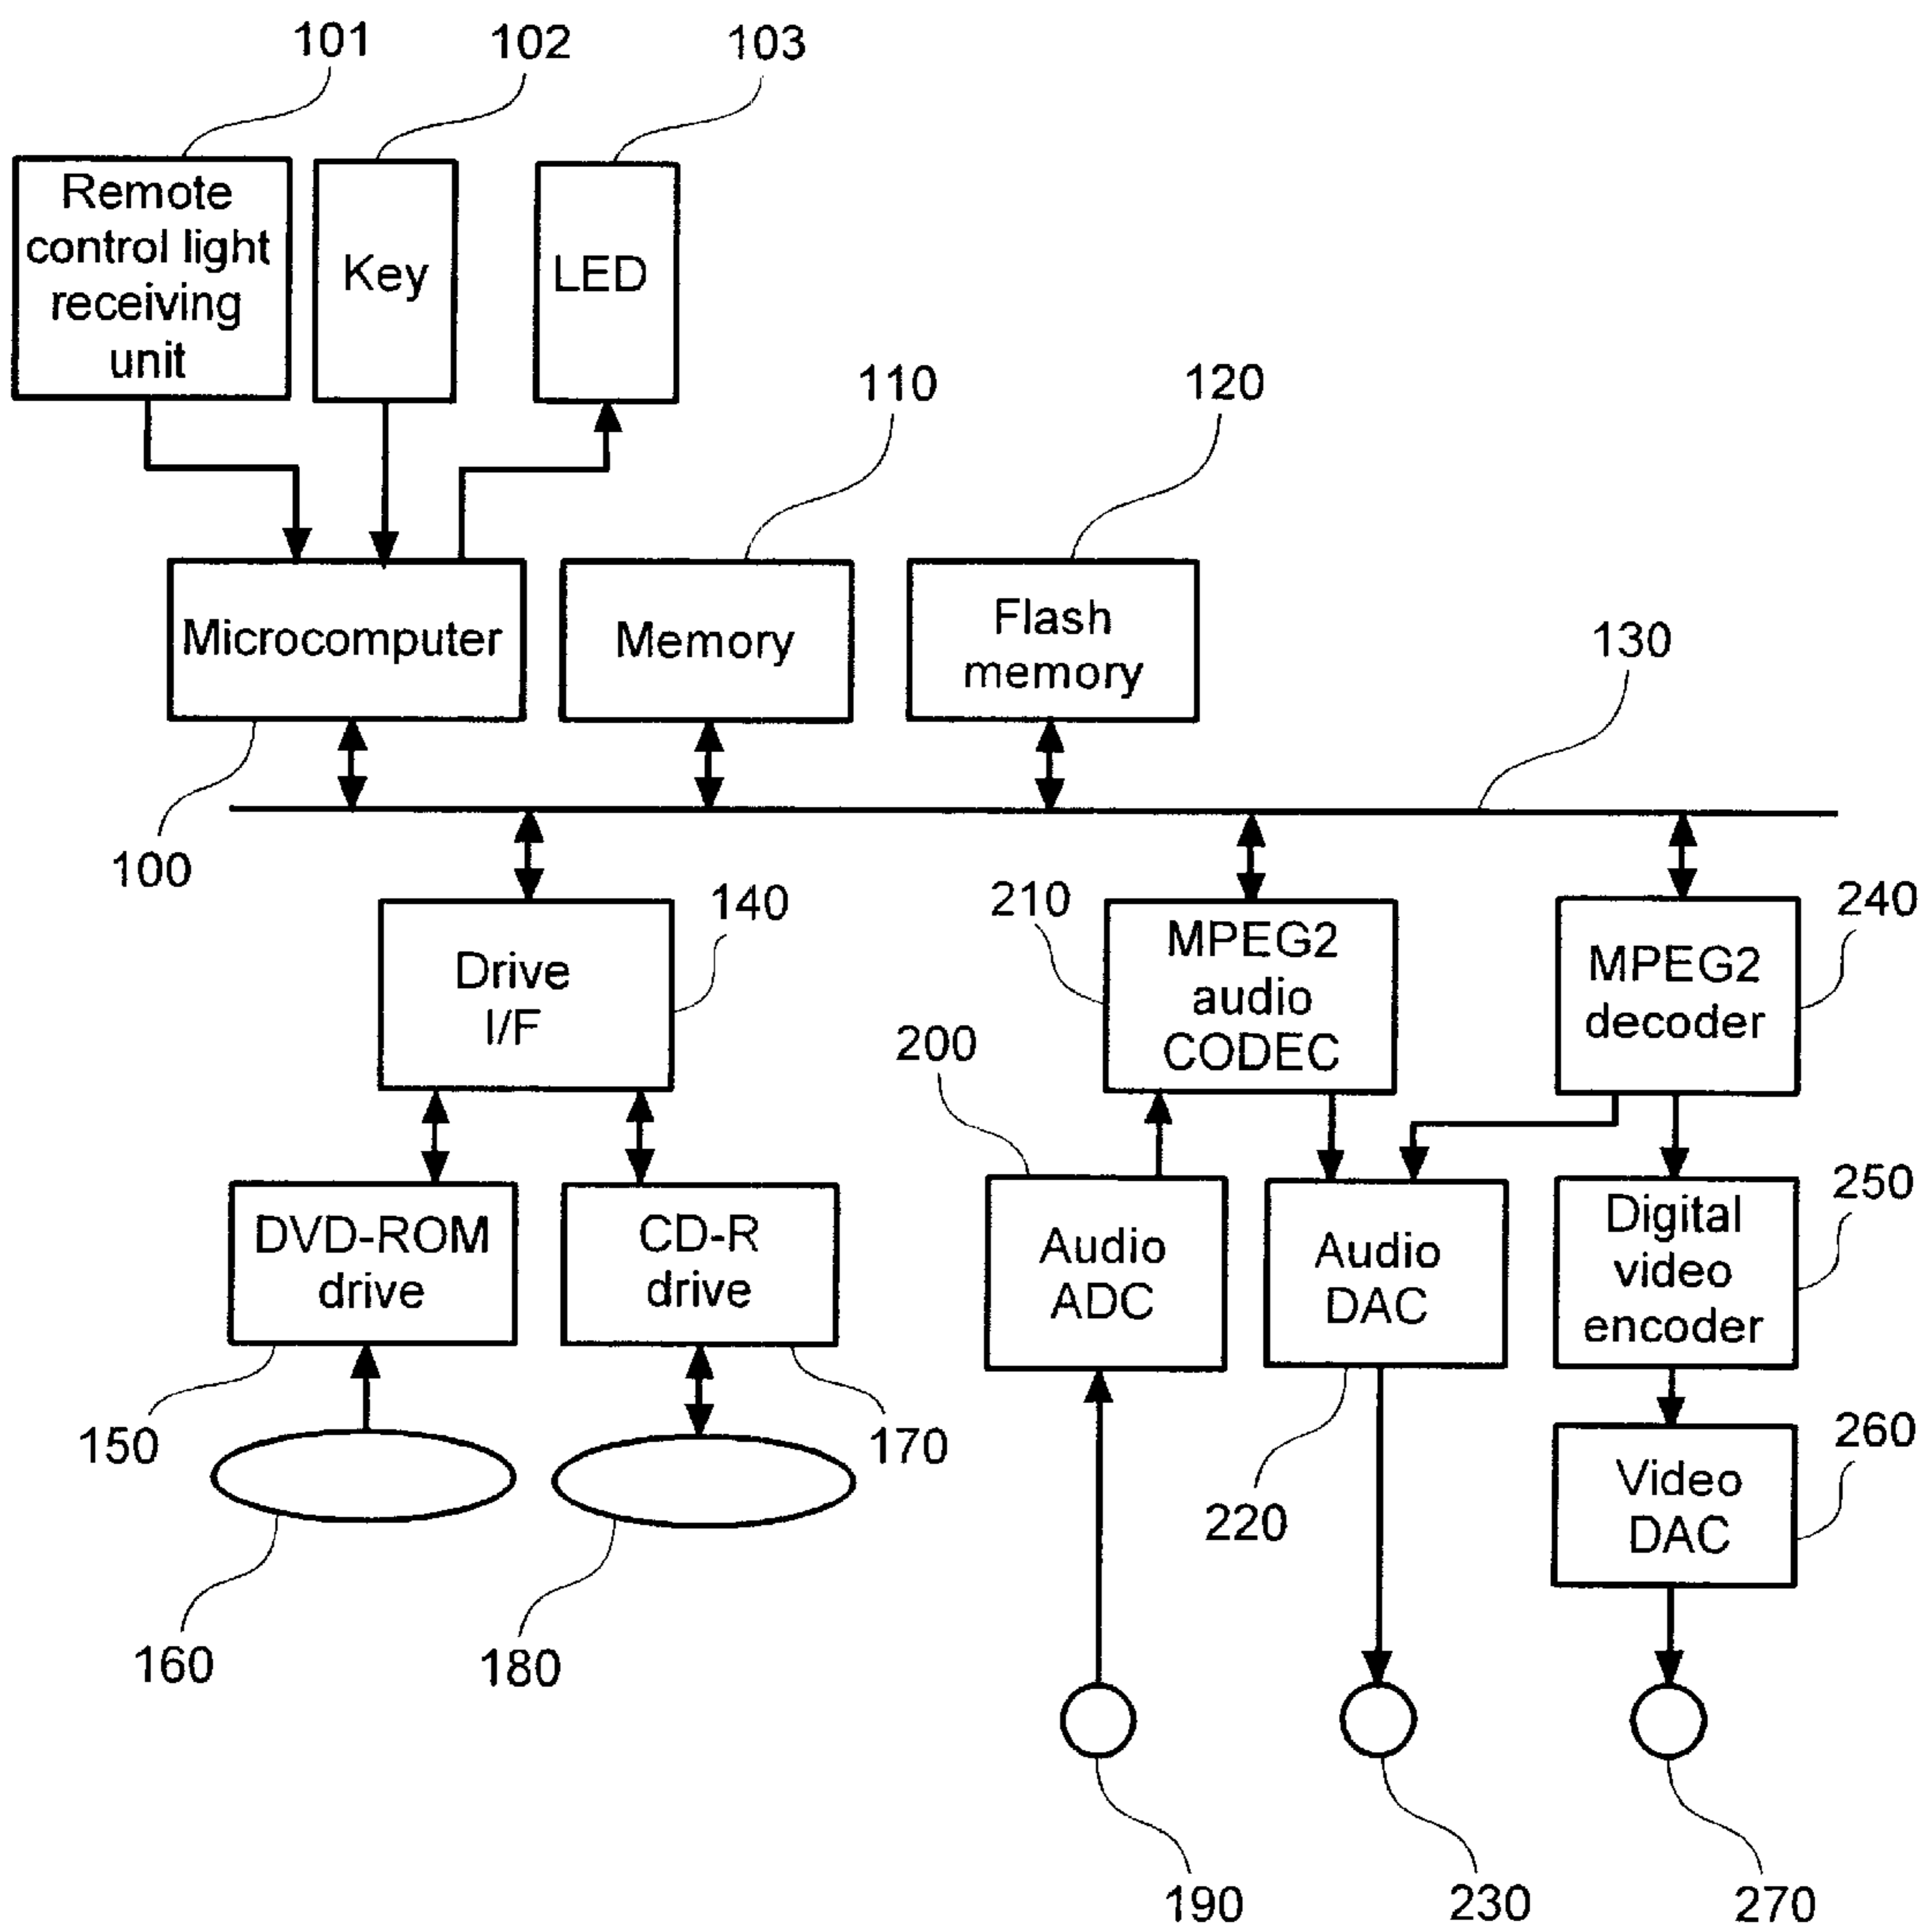 101
102
103
Remote
control light
receiving
unit
Key
LED
110
120
Microcomputer
Memory
Flash
memory
130
100
140
210
240
Drive
I/F
MPEG2
audio
CODEC
MPEG2
decoder
200
DVD-ROM
drive
CD-R
drive
Audio
ADC
Audio
DAC
Digital
video
encoder
250
150
170
220
260
Video
DAC
160
180
190
230
270